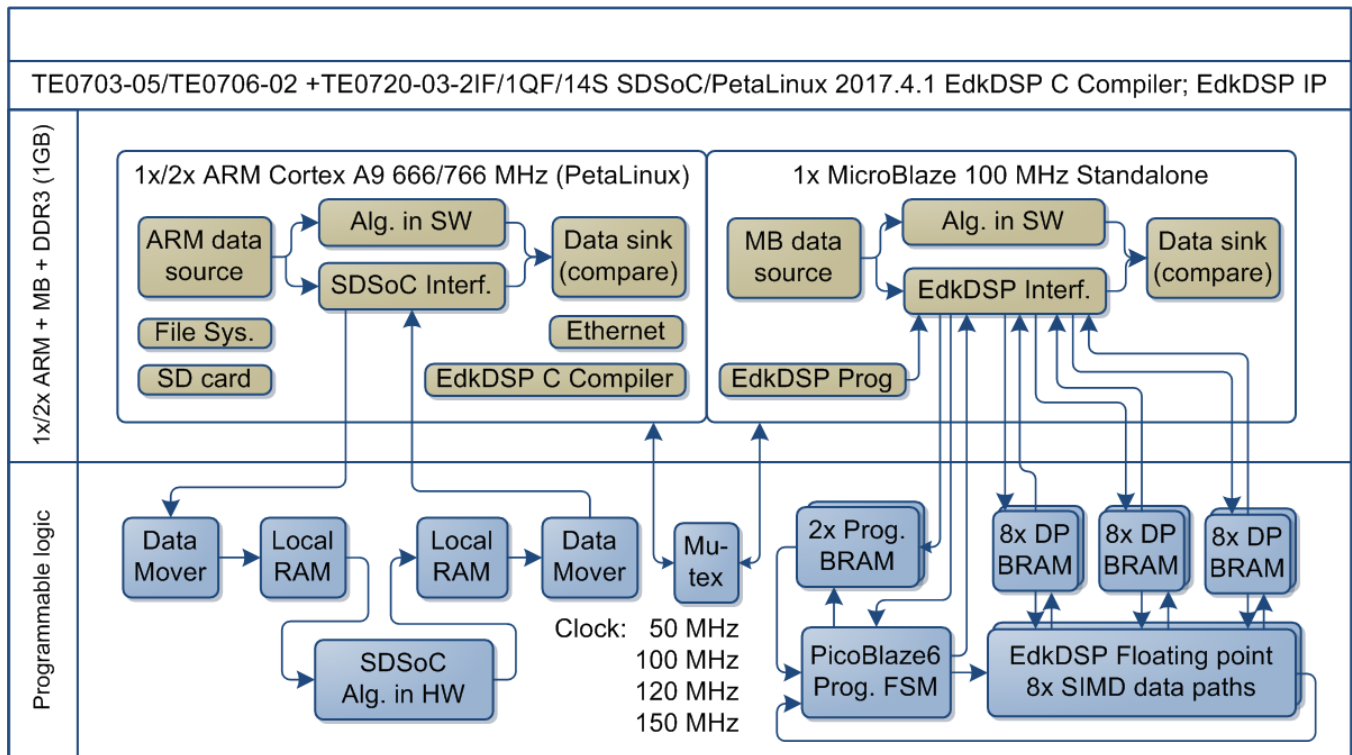 TE0703-05/TE0706-02 +TE0720-03-2IF/1QF/14S SDSoC/PetaLinux 2017.4.1 EdkDSP C Compiler; EdkDSP IP
1x/2x ARM + MB + DDR3 (1GB)
1x/2x ARM Cortex A9 666/766 MHz (PetaLinux)
ARM data
source
Alg. in SW
SDSoC Interf.
Data sink
(compare)
File Sys.
Ethernet
SD card
EdkDSP C Compiler
1x MicroBlaze 100 MHz Standalone
MB data
source
Alg. in SW
EdkDSP Interf.
Data sink
(compare)
EdkDSP Prog
Programmable logic
Data
Mover
Local
RAM
Local
RAM
Data
Mover
SDSoC
Alg. in HW
Mu-
tex
Clock: 50 MHz
100 MHz
120 MHz
150 MHz
2x Prog.
BRAM
8x DP
BRAM
8x DP
BRAM
8x DP
BRAM
PicoBlaze6
Prog. FSM
EdkDSP Floating point
8x SIMD data paths